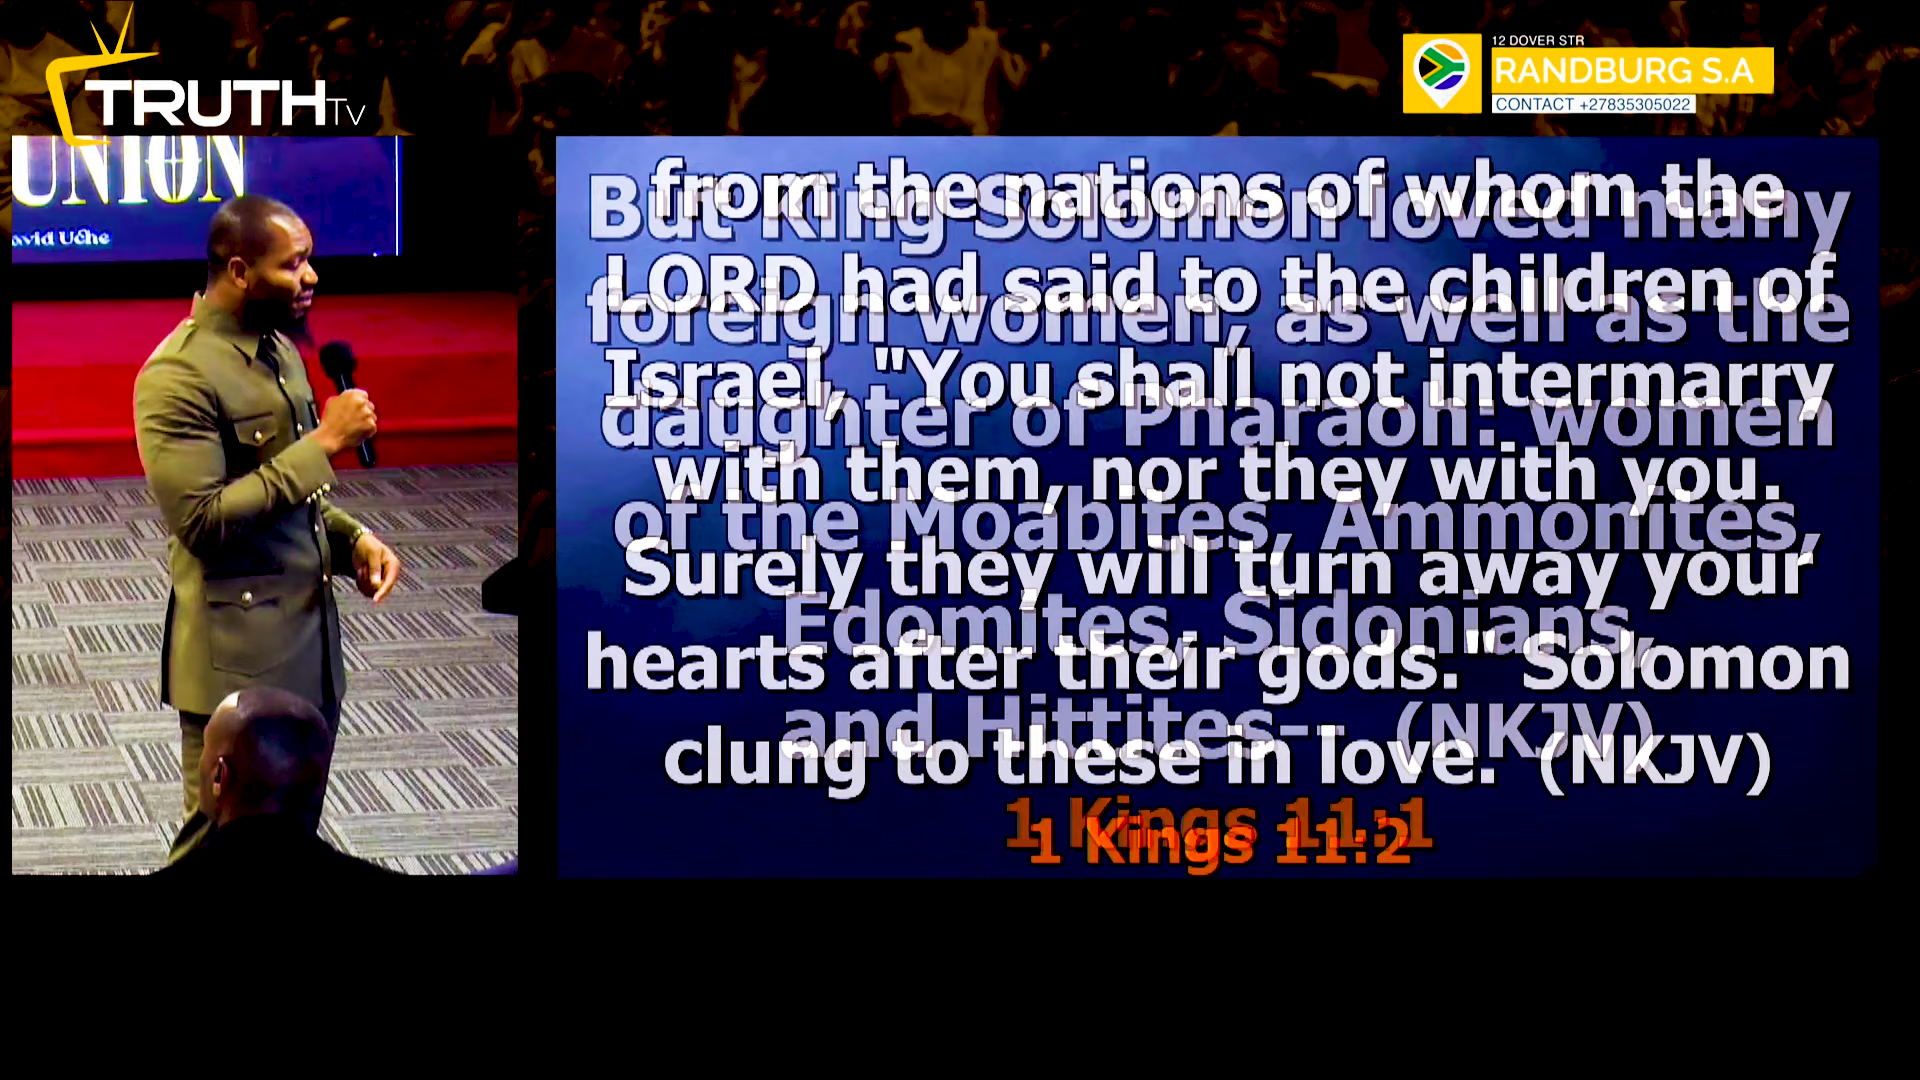 TRUTH TV
12 DOVER STR
RANDBURG S.A
CONTACT +27835305022
UNION
avid Uche
from the nations of whom the
LORD had said to the children of
Israel, "You shall not intermarry
with them, nor they with you.
Surely they will turn away your
hearts after their gods." Solomon
clung to these in love. (NKJV)
1 Kings 11:2
But King Solomon loved many
foreign women, as well as the
daughter of Pharaoh: women
of the Moabites, Ammonites,
Edomites, Sidonians,
and Hittites-- (NKJV)
1 Kings 11:1